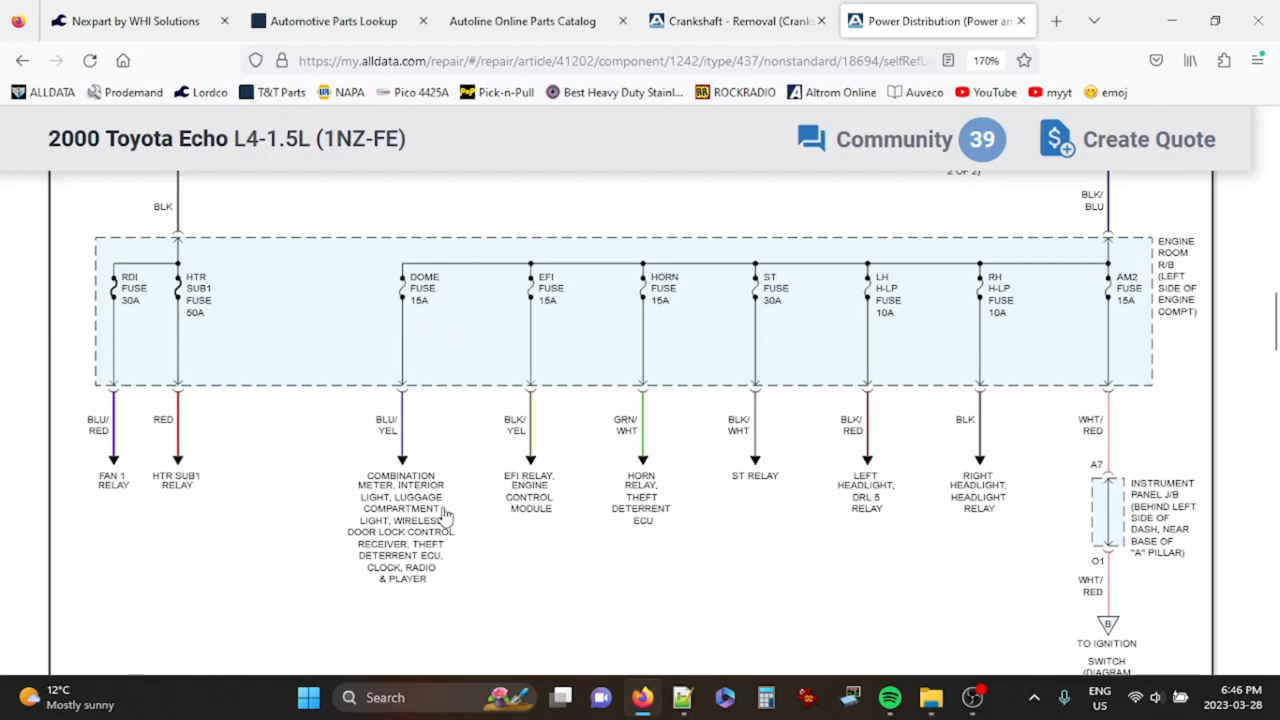 Nexpart by WHI Solutions
Automotive Parts Lookup
Autoline Online Parts Catalog
Crankshaft - Removal (Cranks
Power Distribution (Power an
https://my.alldata.com/repair/#/repair/article/41202/component/1242/itype/437/nonstandard/18694/selfRefLi
170%
ALLDATA
Prodemand
Lordco
T&T Parts
NAPA
Pico 4425A
Pick-n-Pull
Best Heavy Duty Stainl...
ROCKRADIO
Altrom Online
Auveco
YouTube
myyt
emoj
2000 Toyota Echo L4-1.5L (1NZ-FE)
Community 39
Create Quote
2 OF 2)
BLK
BLK/
BLU
RDI
FUSE
30A
HTR
SUB1
FUSE
50A
DOME
FUSE
15A
EFI
FUSE
15A
HORN
FUSE
15A
ST
FUSE
30A
LH
H-LP
FUSE
10A
RH
H-LP
FUSE
10A
AM2
FUSE
15A
ENGINE
ROOM
R/B
(LEFT
SIDE OF
ENGINE
COMPT)
BLU/
RED
RED
BLU/
YEL
BLK/
YEL
GRN/
WHT
BLK/
WHT
BLK/
RED
BLK
WHT/
RED
FAN 1
RELAY
HTR SUB1
RELAY
COMBINATION
METER, INTERIOR
LIGHT, LUGGAGE
COMPARTMENT
LIGHT, WIRELESS
DOOR LOCK CONTROL
RECEIVER, THEFT
DETERRENT ECU,
CLOCK, RADIO
& PLAYER
EFI RELAY,
ENGINE
CONTROL
MODULE
HORN
RELAY,
THEFT
DETERRENT
ECU
ST RELAY
LEFT
HEADLIGHT,
DRL 5
RELAY
RIGHT
HEADLIGHT,
HEADLIGHT
RELAY
A7
INSTRUMENT
PANEL J/B
(BEHIND LEFT
SIDE OF
DASH, NEAR
BASE OF
"A" PILLAR)
O1
WHT/
RED
B
TO IGNITION
SWITCH
(DIAGRAM
12°C
Mostly sunny
Search
ENG
US
6:46 PM
2023-03-28